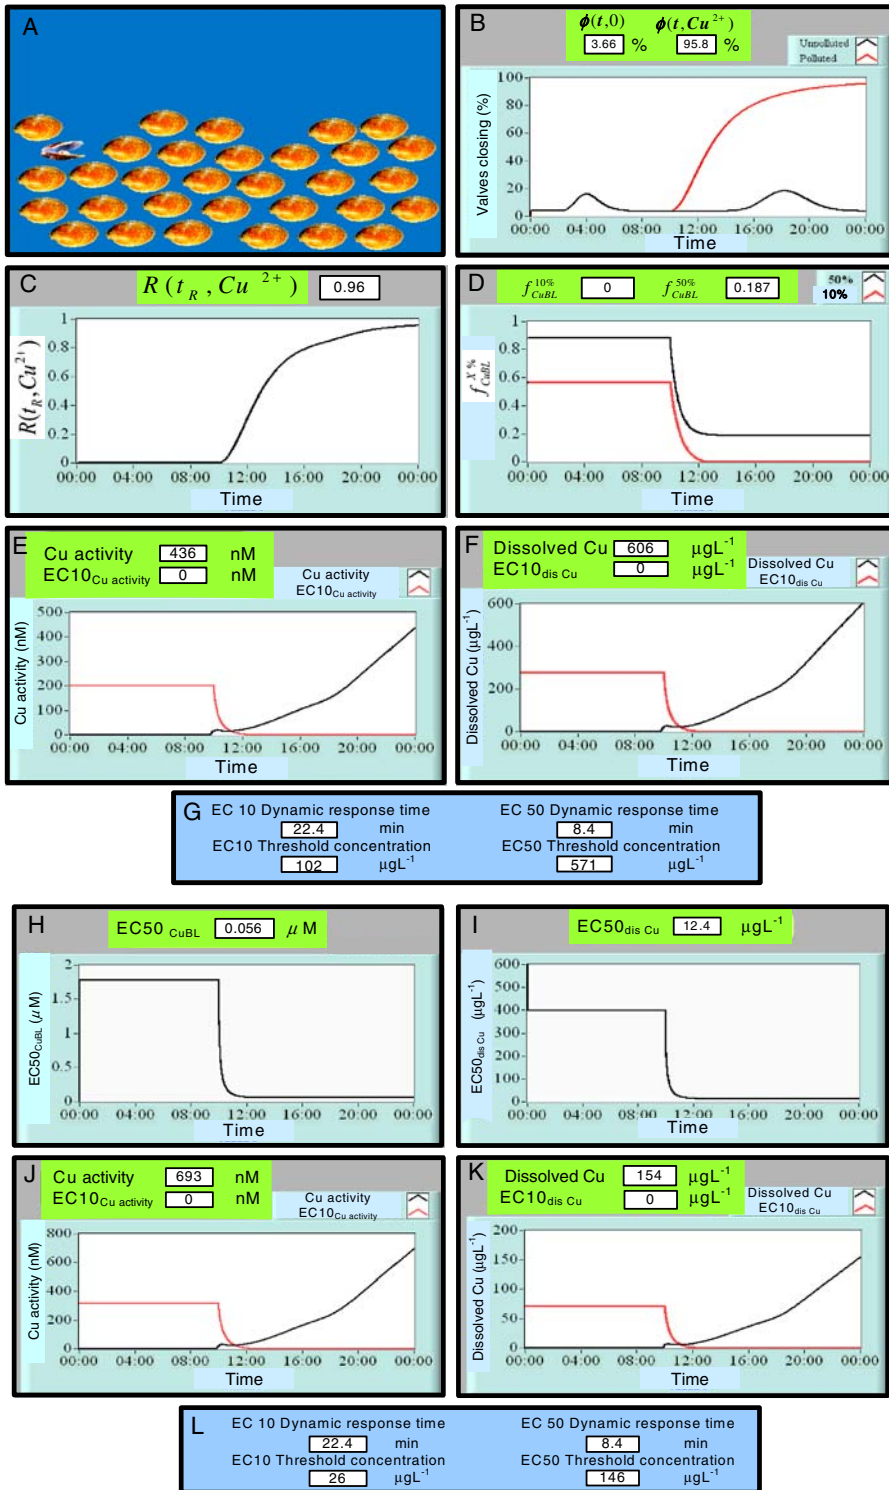 A
B
ϕ(t,0) ϕ(t,Cu²⁺)
3.66 % 95.8 %
Unpolluted
Polluted
Valves closing (%)
100
80
60
40
20
0
00:00 04:00 08:00 12:00 16:00 20:00 00:00
Time
C
R ( t_R , Cu ²⁺ ) 0.96
R(t_R,Cu²⁺)
1
0.8
0.6
0.4
0.2
0
00:00 04:00 08:00 12:00 16:00 20:00 00:00
Time
D
f^10%_CuBL 0 f^50%_CuBL 0.187
50%
10%
f^X%_CuBL
1
0.8
0.6
0.4
0.2
0
00:00 04:00 08:00 12:00 16:00 20:00 00:00
Time
E
Cu activity 436 nM
EC10Cu activity) 0 nM
Cu activity
EC10Cu activity)
Cu activity (nM)
500
400
300
200
100
0
00:00 04:00 08:00 12:00 16:00 20:00 00:00
Time
F
Dissolved Cu 606 µgL⁻¹
EC10dis Cu 0 µgL⁻¹
Dissolved Cu
EC10dis Cu
Dissolved Cu (µgL⁻¹)
600
400
200
0
00:00 04:00 08:00 12:00 16:00 20:00 00:00
Time
G
EC 10 Dynamic response time EC 50 Dynamic response time
22.4 min 8.4 min
EC10 Threshold concentration EC50 Threshold concentration
102 µgL⁻¹ 571 µgL⁻¹
H
EC50 CuBL 0.056 µ M
EC50CuBL (µ M)
2
1.5
1
0.5
0
00:00 04:00 08:00 12:00 16:00 20:00 00:00
Time
I
EC50dis Cu 12.4 µgL⁻¹
EC50dis Cu (µgL⁻¹)
600
500
400
300
200
100
0
00:00 04:00 08:00 12:00 16:00 20:00 00:00
Time
J
Cu activity 693 nM
EC10Cu activity) 0 nM
Cu activity
EC10Cu activity)
Cu activity (nM)
800
600
400
200
0
00:00 04:00 08:00 12:00 16:00 20:00 00:00
Time
K
Dissolved Cu 154 µgL⁻¹
EC10dis Cu) 0 µgL⁻¹
Dissolved Cu
EC10dis Cu)
Dissolved Cu (µgL⁻¹)
200
150
100
50
0
00:00 04:00 08:00 12:00 16:00 20:00 00:00
Time
L
EC 10 Dynamic response time EC 50 Dynamic response time
22.4 min 8.4 min
EC10 Threshold concentration EC50 Threshold concentration
26 µgL⁻¹ 146 µgL⁻¹